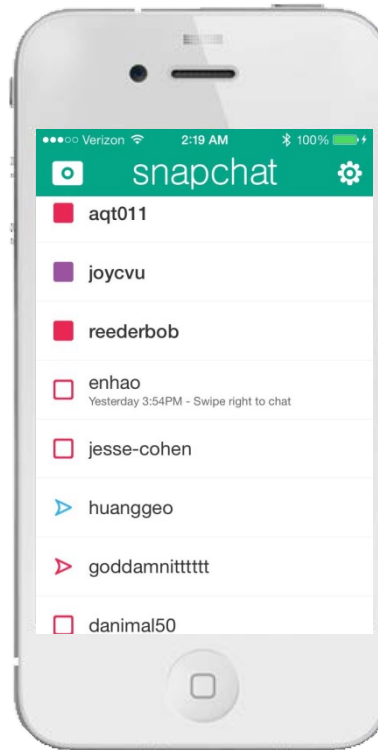 Verizon 2:19 AM 100%
snapchat
aqt011
joycvu
reederbob
enhao
Yesterday 3:54PM - Swipe right to chat
jesse-cohen
huanggeo
goddamnitttttt
danimal50